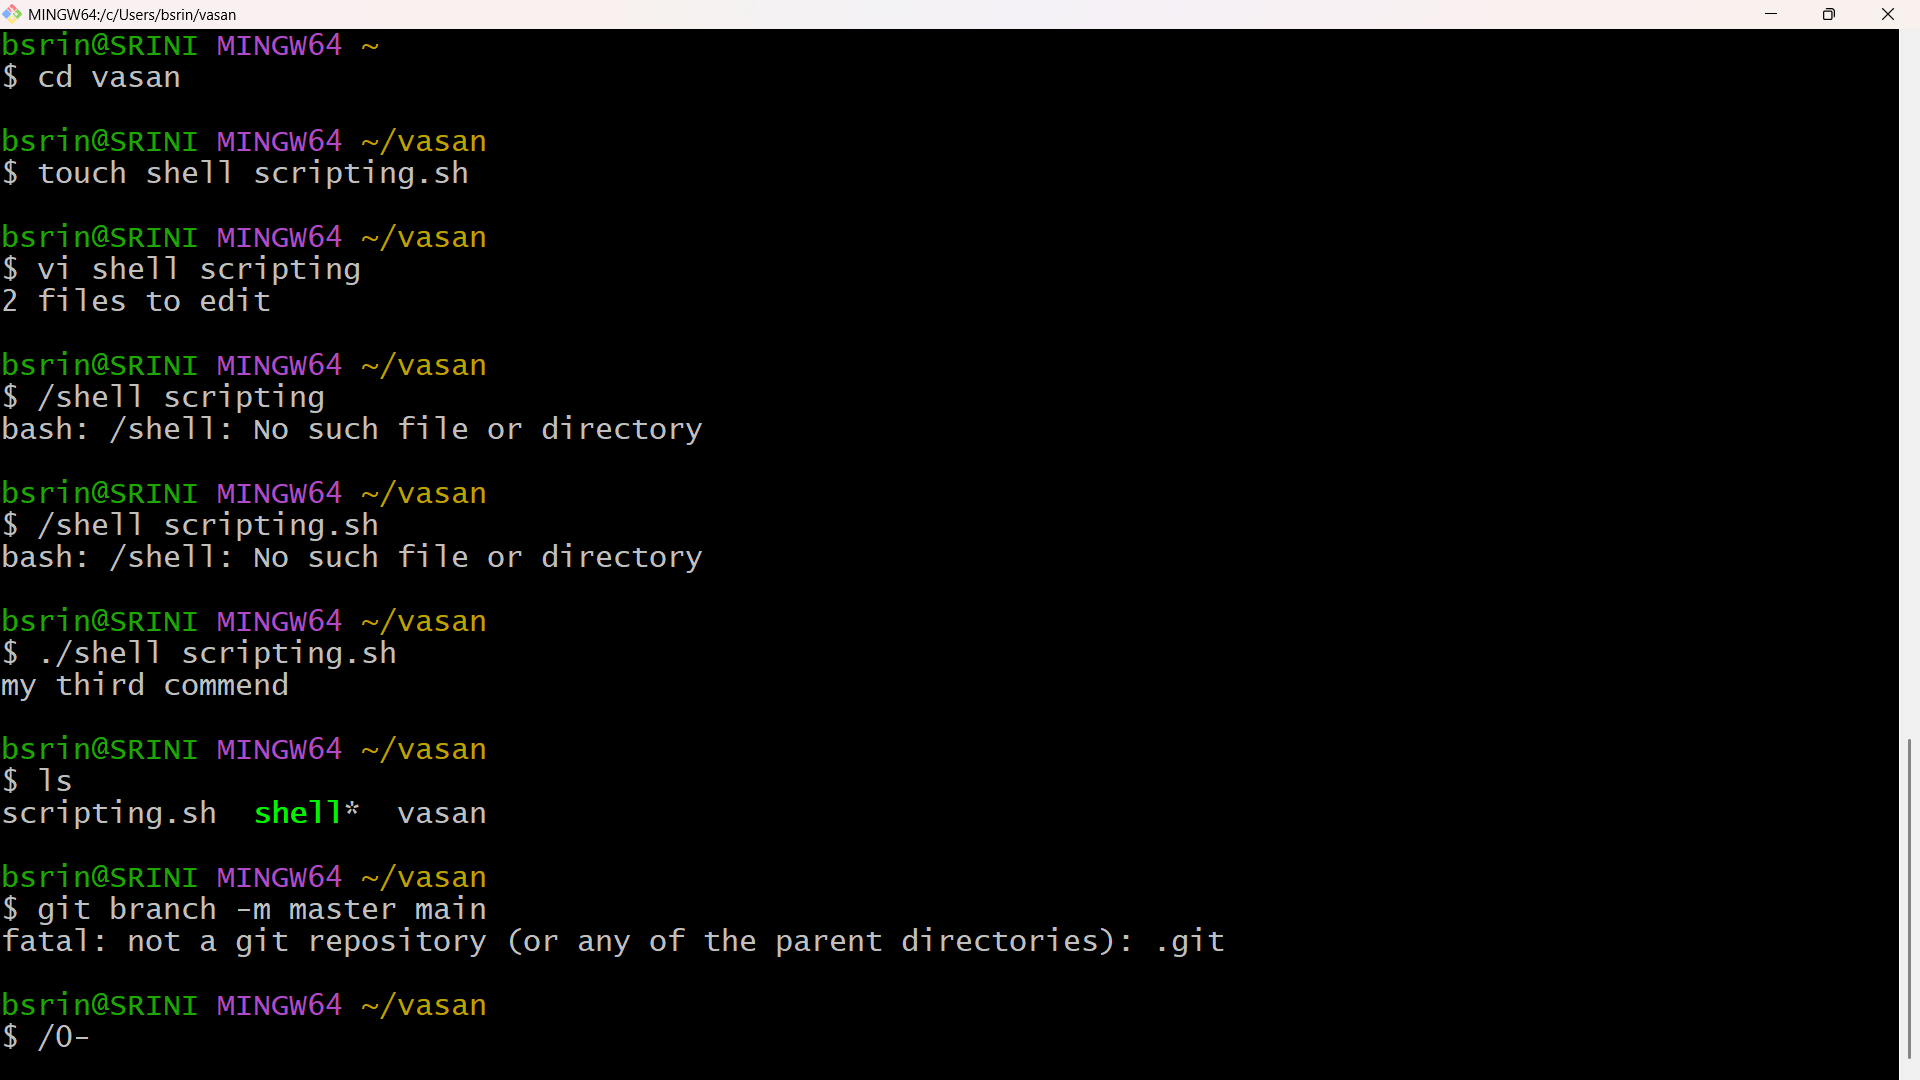 MINGW64:/c/Users/bsrin/vasan
bsrin@SRINI MINGW64 ~
$ cd vasan
bsrin@SRINI MINGW64 ~/vasan
$ touch shell scripting.sh
bsrin@SRINI MINGW64 ~/vasan
$ vi shell scripting
2 files to edit
bsrin@SRINI MINGW64 ~/vasan
$ /shell scripting
bash: /shell: No such file or directory
bsrin@SRINI MINGW64 ~/vasan
$ /shell scripting.sh
bash: /shell: No such file or directory
bsrin@SRINI MINGW64 ~/vasan
$ ./shell scripting.sh
my third commend
bsrin@SRINI MINGW64 ~/vasan
$ ls
scripting.sh  shell*  vasan
bsrin@SRINI MINGW64 ~/vasan
$ git branch -m master main
fatal: not a git repository (or any of the parent directories): .git
bsrin@SRINI MINGW64 ~/vasan
$ /O-